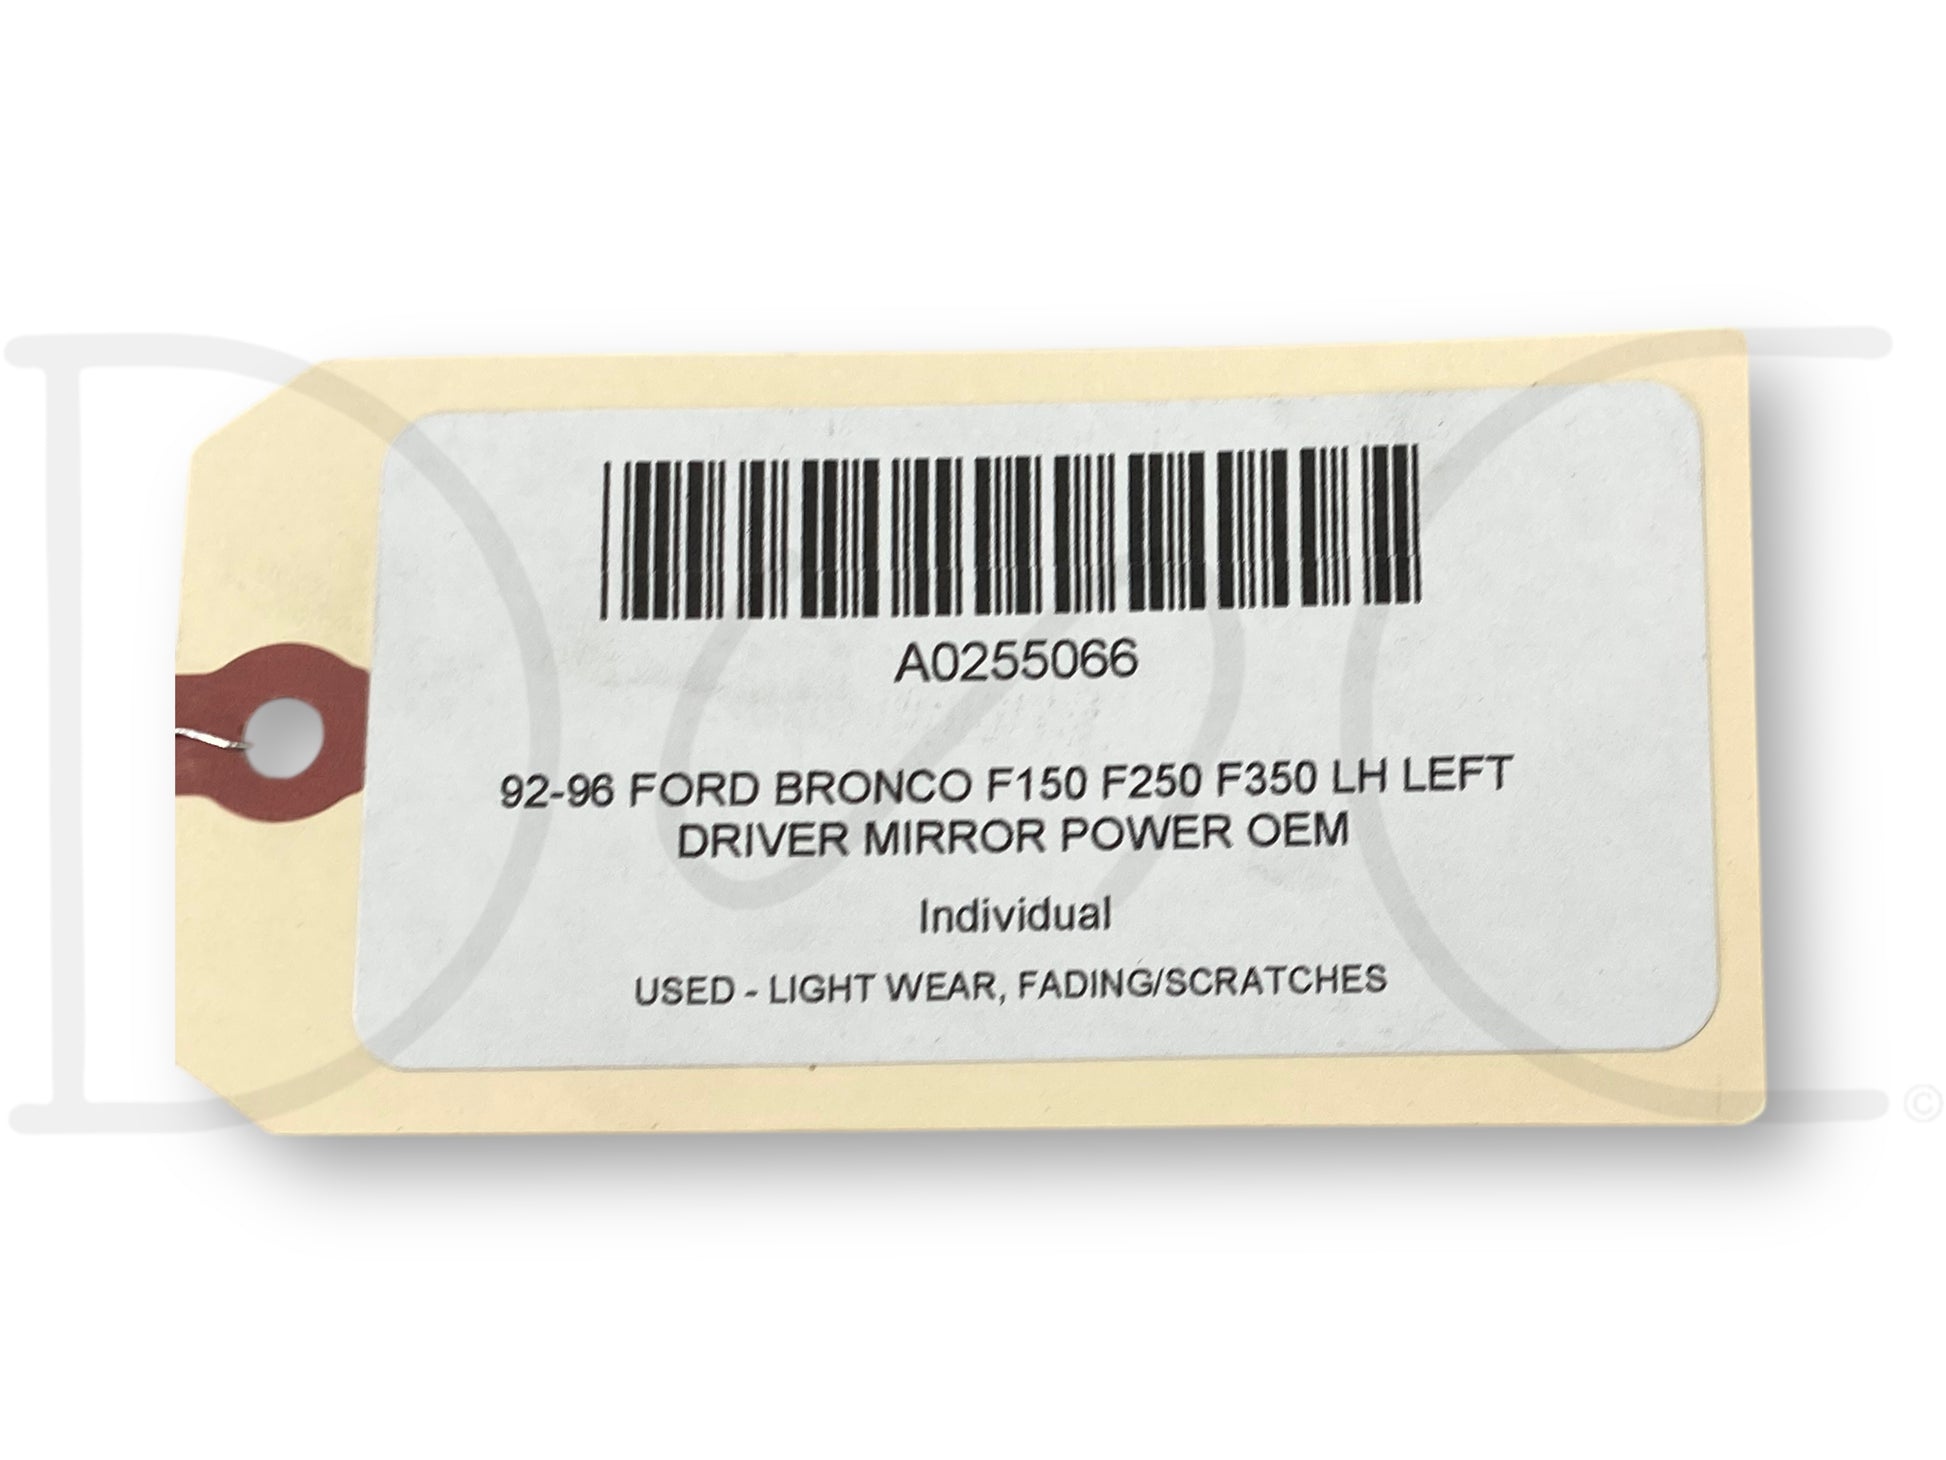 A0255066
92-96 FORD BRONCO F150 F250 F350 LH LEFT
DRIVER MIRROR POWER OEM
Individual
USED - LIGHT WEAR, FADING/SCRATCHES
©